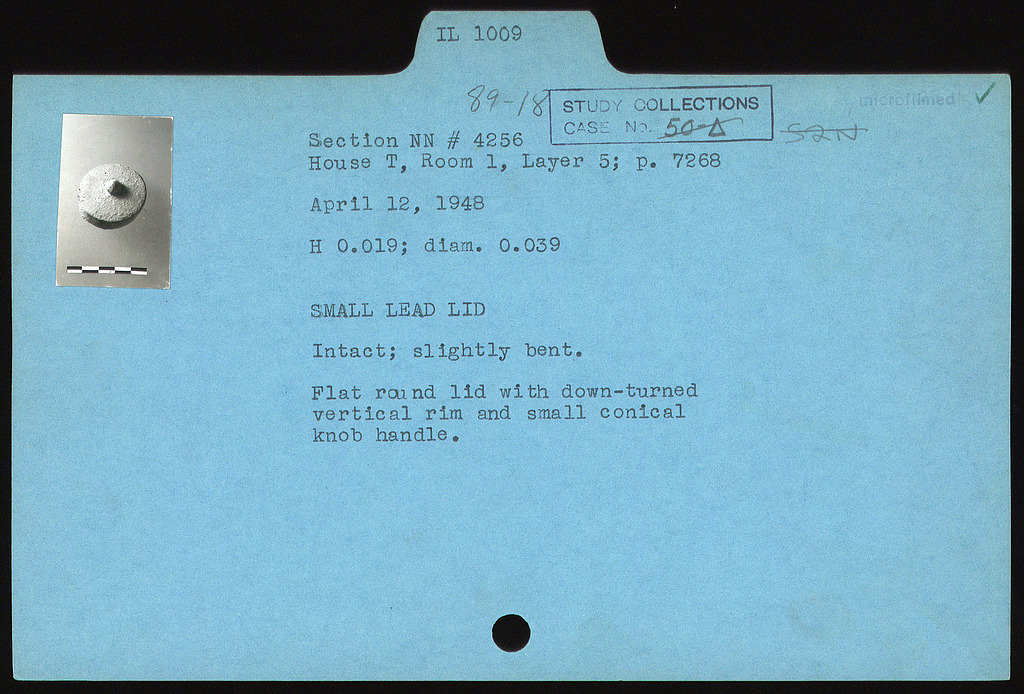 IL 1009
89-18
STUDY COLLECTIONS
CASE No. 50-Δ
microfilmed ✓
S2N
Section NN # 4256
House T, Room 1, Layer 5; p. 7268
April 12, 1948
H 0.019; diam. 0.039
SMALL LEAD LID
Intact; slightly bent.
Flat round lid with down-turned
vertical rim and small conical
knob handle.